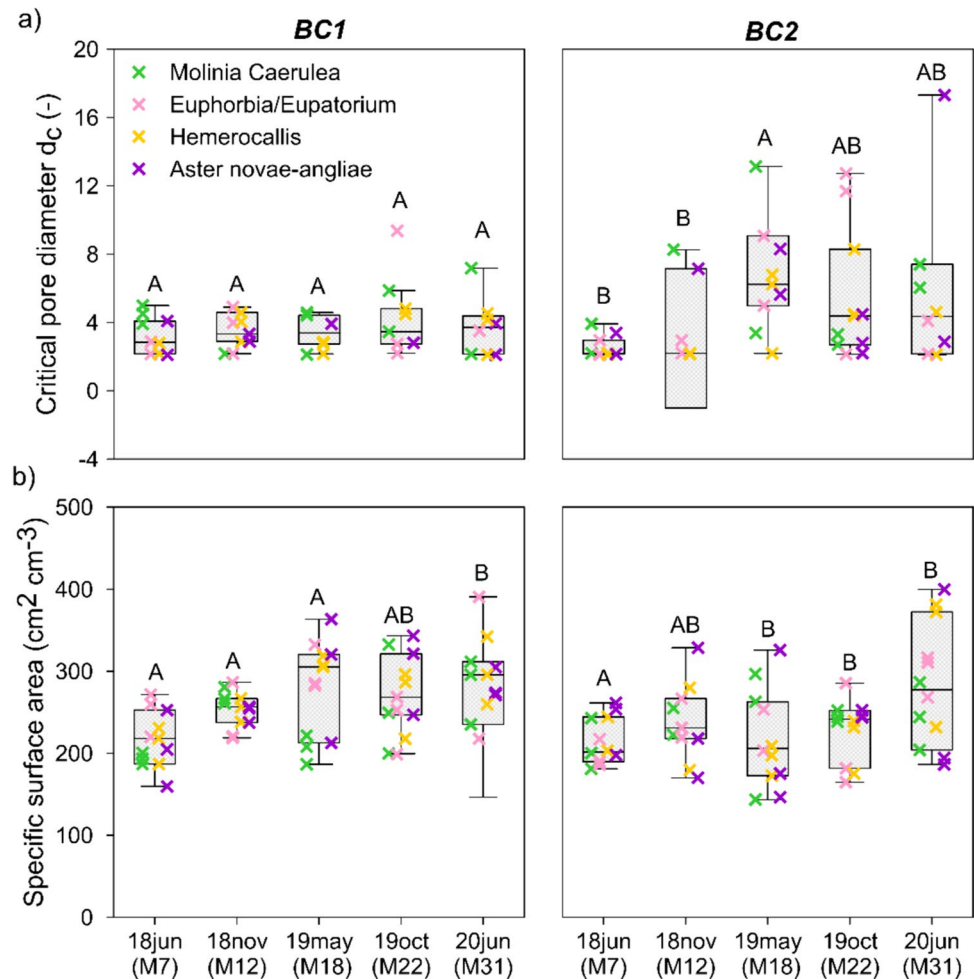 a)
BC1
BC2
Critical pore diameter dC (-)
20
16
12
8
4
0
-4
Molinia Caerulea
Euphorbia/Eupatorium
Hemerocallis
Aster novae-angliae
A
A
A
A
A
B
B
A
AB
AB
b)
Specific surface area (cm2 cm-3)
500
400
300
200
100
0
A
A
A
AB
B
A
AB
B
B
B
18jun 18nov 19may 19oct 20jun
(M7) (M12) (M18) (M22) (M31)
18jun 18nov 19may 19oct 20jun
(M7) (M12) (M18) (M22) (M31)